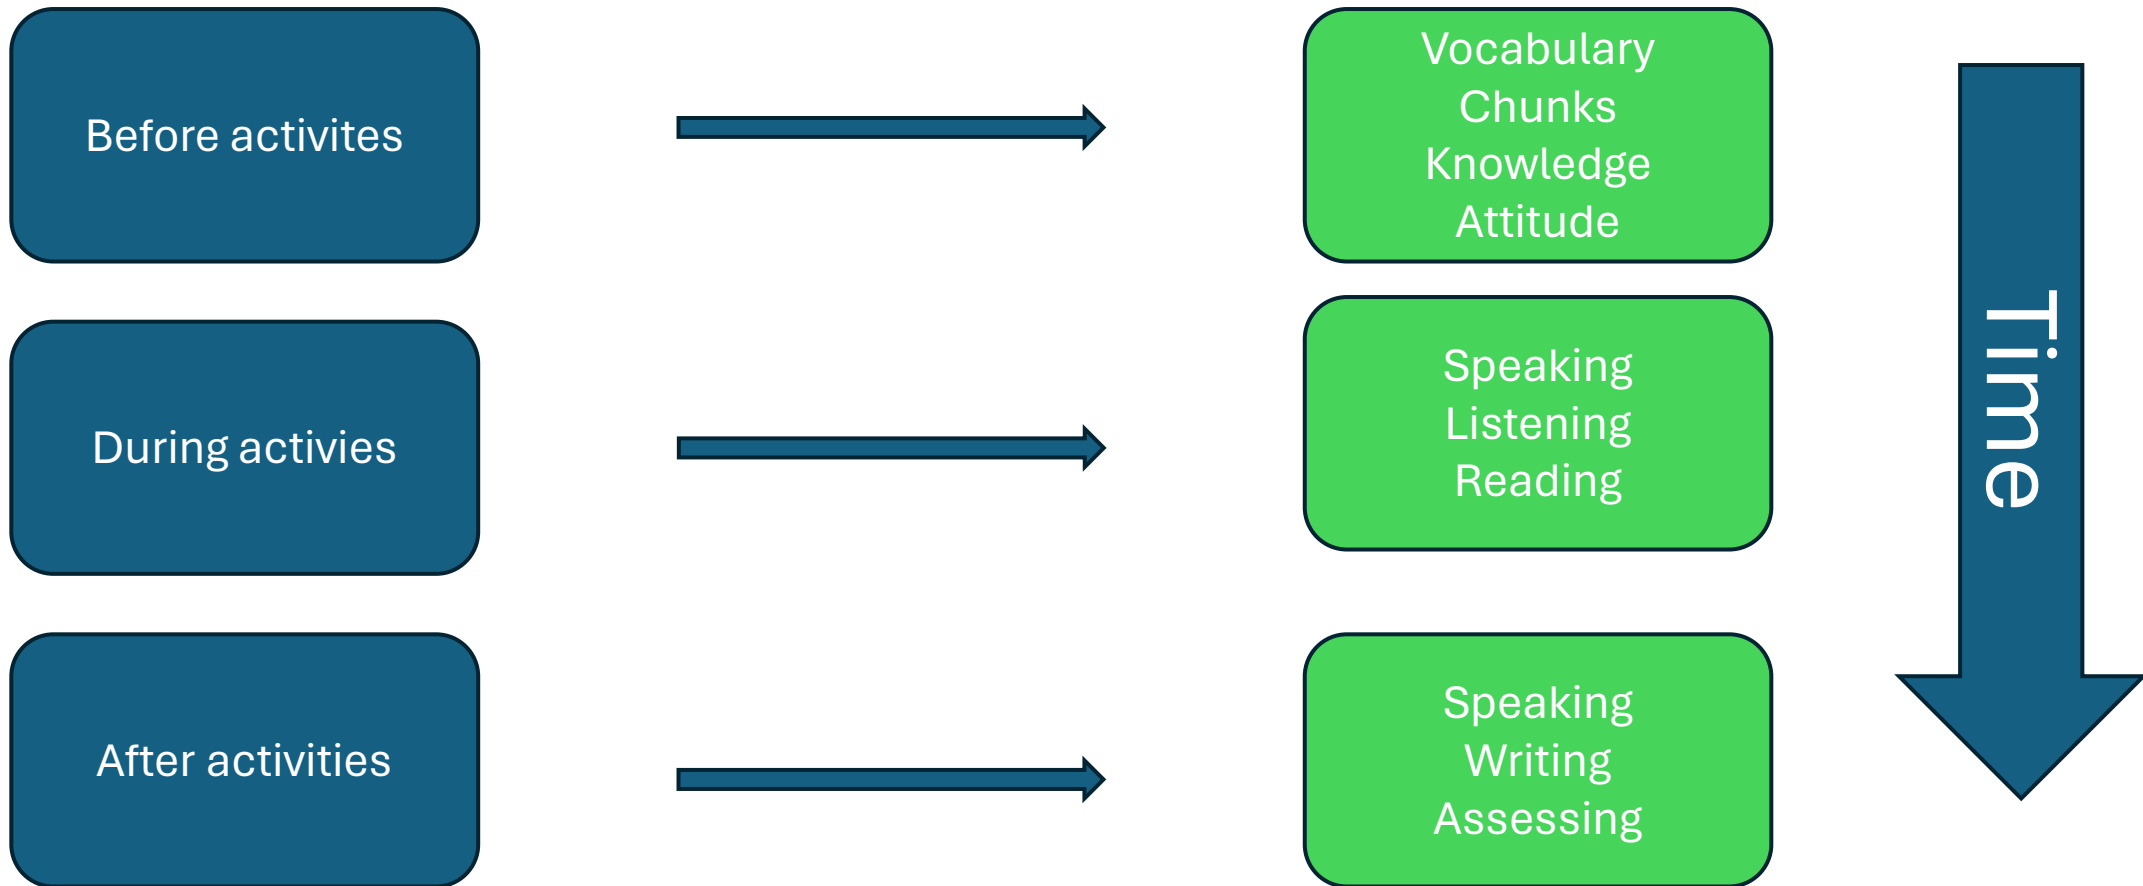 Before activites
Vocabulary
Chunks
Knowledge
Attitude
During activies
Speaking
Listening
Reading
After activities
Speaking
Writing
Assessing
Time